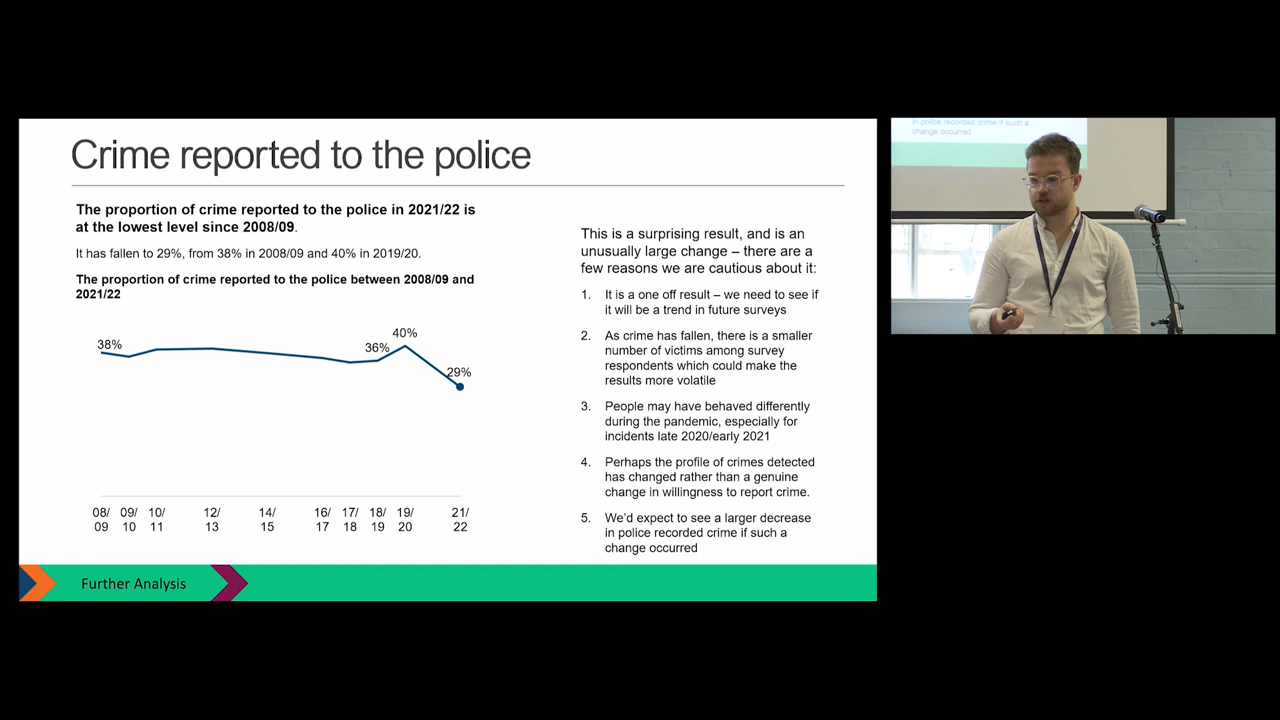 Crime reported to the police
The proportion of crime reported to the police in 2021/22 is
at the lowest level since 2008/09.
It has fallen to 29%, from 38% in 2008/09 and 40% in 2019/20.
The proportion of crime reported to the police between 2008/09 and
2021/22
38%
36%
40%
29%
08/ 09/ 10/ 12/ 14/ 16/ 17/ 18/ 19/ 21/
09 10 11 13 15 17 18 19 20 22
This is a surprising result, and is an
unusually large change – there are a
few reasons we are cautious about it:
1. It is a one off result – we need to see if
it will be a trend in future surveys
2. As crime has fallen, there is a smaller
number of victims among survey
respondents which could make the
results more volatile
3. People may have behaved differently
during the pandemic, especially for
incidents late 2020/early 2021
4. Perhaps the profile of crimes detected
has changed rather than a genuine
change in willingness to report crime.
5. We'd expect to see a larger decrease
in police recorded crime if such a
change occurred
Further Analysis
in police recorded crime if such a
change occurred